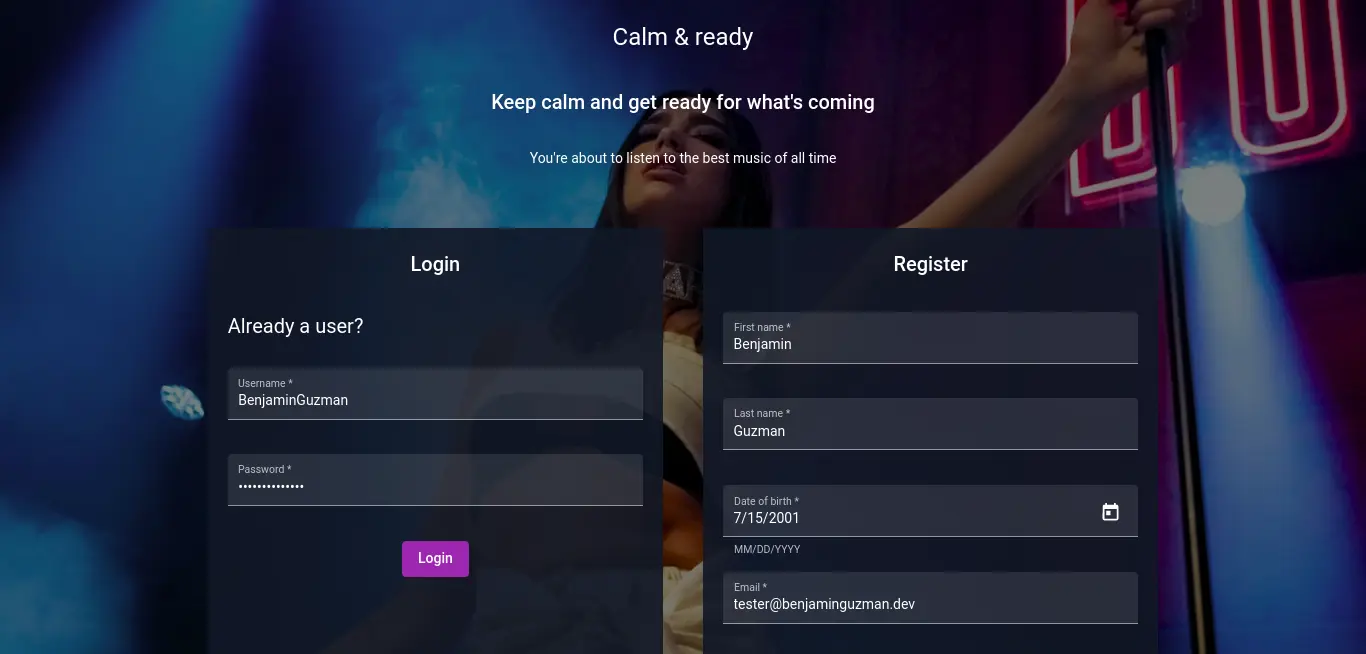 Calm & ready
Keep calm and get ready for what's coming
You're about to listen to the best music of all time
Login
Already a user?
Username *
BenjaminGuzman
Password *
••••••••••••••
Login
Register
First name *
Benjamin
Last name *
Guzman
Date of birth *
7/15/2001
MM/DD/YYYY
Email *
tester@benjaminguzman.dev